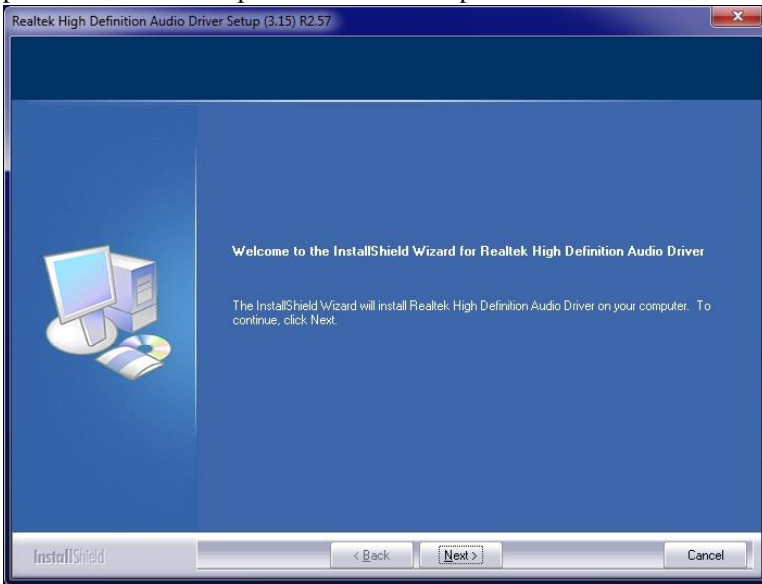 Realtek High Definition Audio Driver Setup (3.15) R2.57
Welcome to the InstallShield Wizard for Realtek High Definition Audio Driver
The InstallShield Wizard will install Realtek High Definition Audio Driver on your computer. To
continue, click Next.
InstallShield
< Back
Next >
Cancel